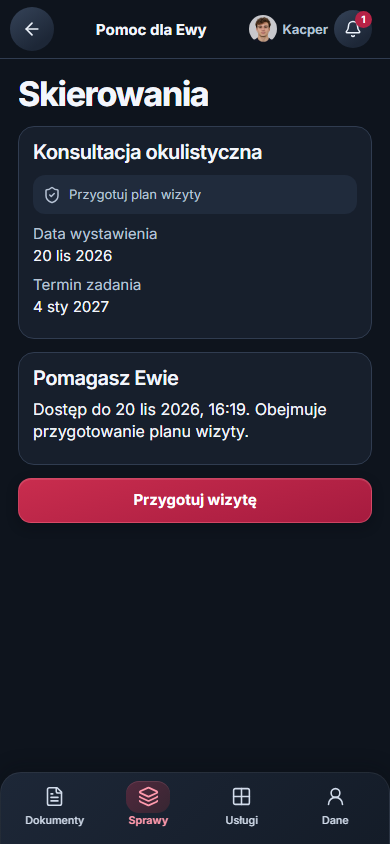 Pomoc dla Ewy
Kacper
1
Skierowania
Konsultacja okulistyczna
Przygotuj plan wizyty
Data wystawienia
20 lis 2026
Termin zadania
4 sty 2027
Pomagasz Ewie
Dostęp do 20 lis 2026, 16:19. Obejmuje
przygotowanie planu wizyty.
Przygotuj wizytę
Dokumenty
Sprawy
Usługi
Dane